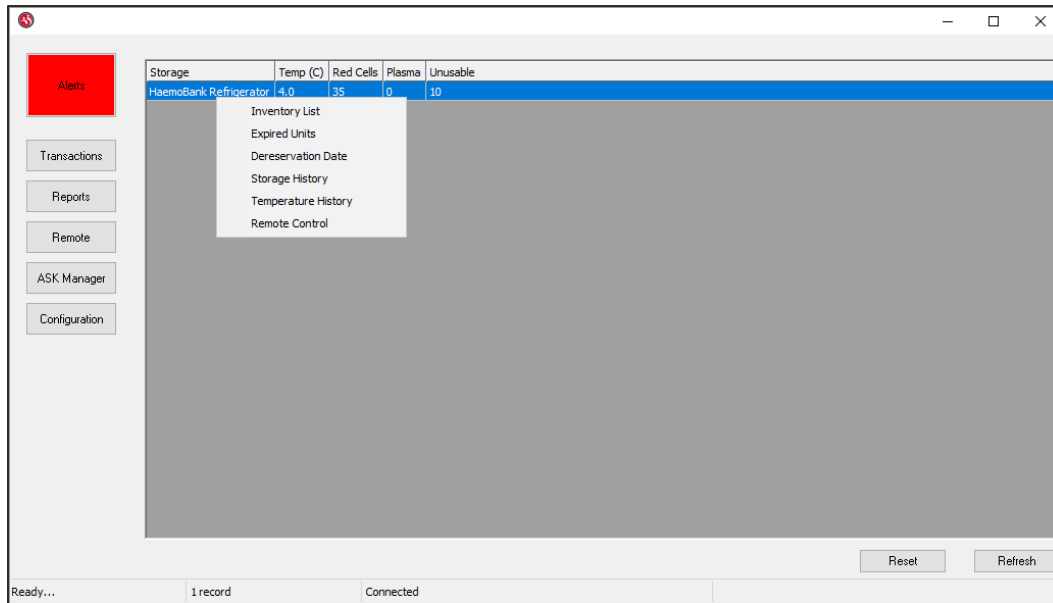 Alerts
Transactions
Reports
Remote
ASK Manager
Configuration
Storage Temp (C) Red Cells Plasma Unusable
HaemoBank Refrigerator 4.0 35 0 10
Inventory List
Expired Units
Dereservation Date
Storage History
Temperature History
Remote Control
Reset Refresh
Ready... 1 record Connected